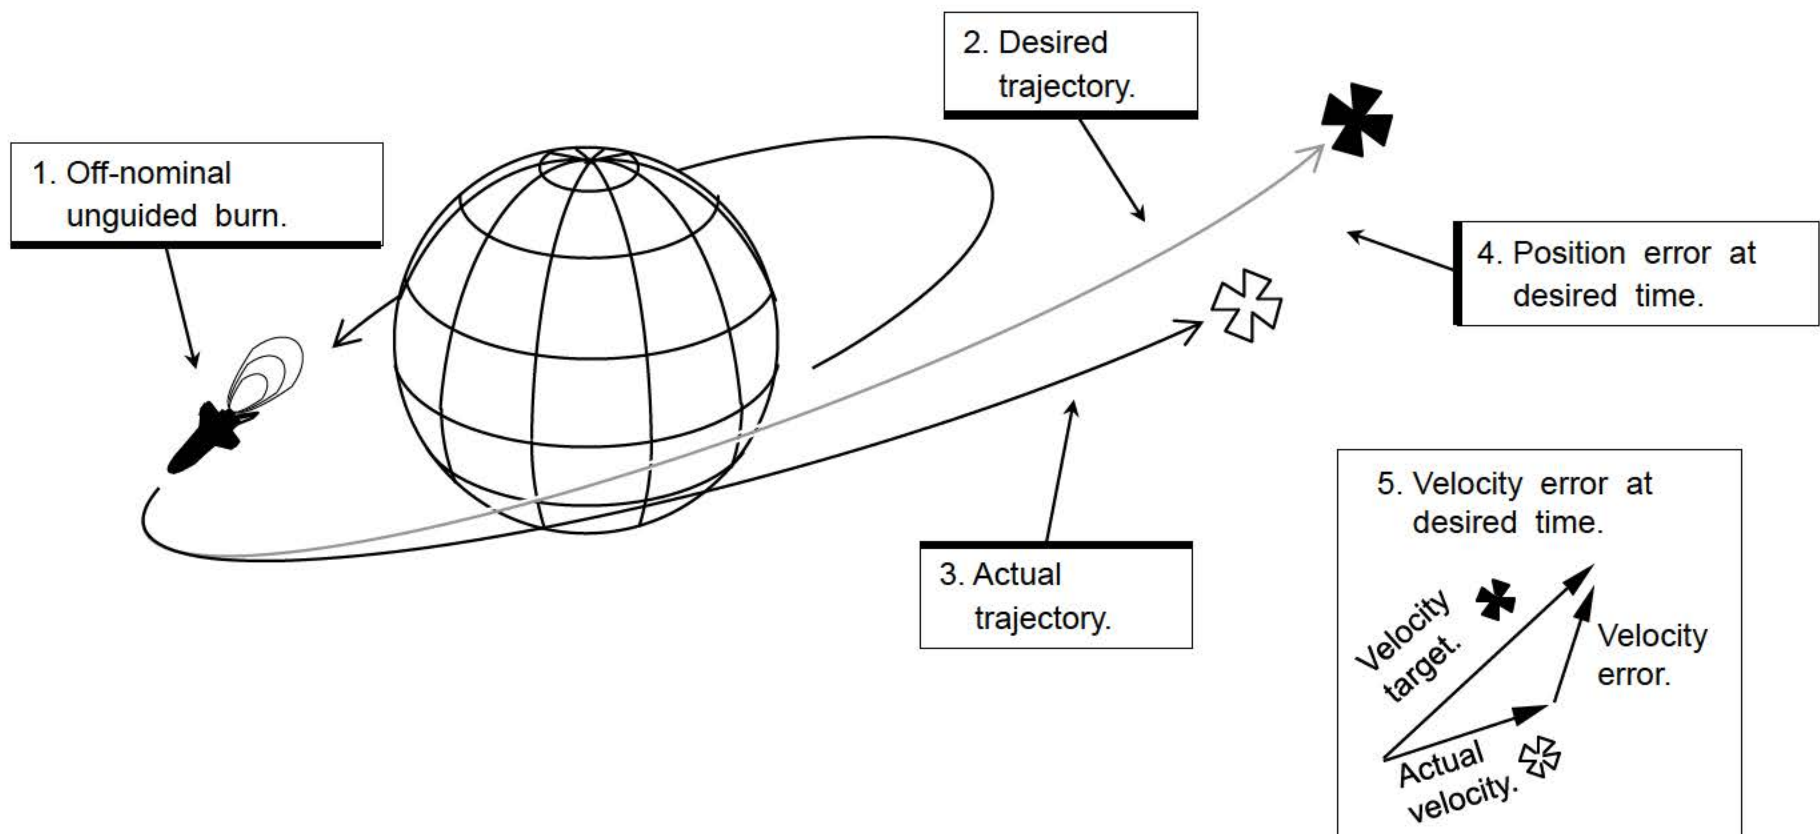 1. Off-nominal
unguided burn.
2. Desired
trajectory.
3. Actual
trajectory.
4. Position error at
desired time.
5. Velocity error at
desired time.
Velocity
target.
Velocity
error.
Actual
velocity.